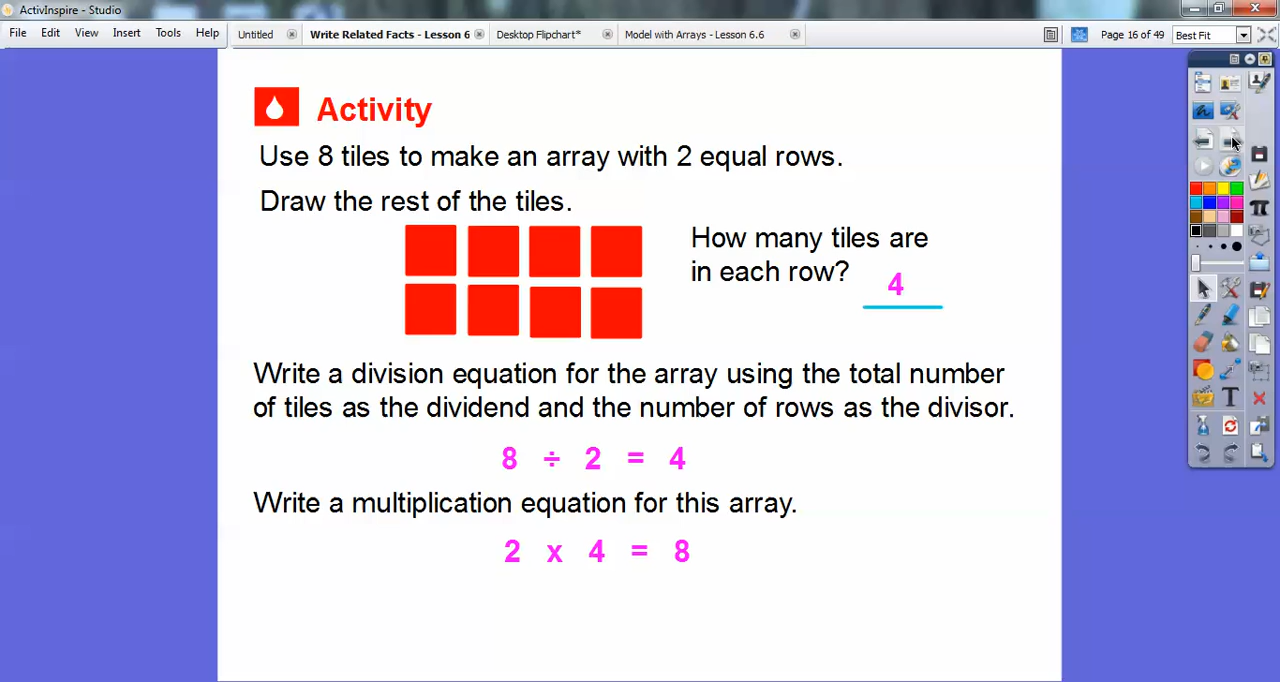 ActivInspire - Studio
File Edit View Insert Tools Help Untitled Write Related Facts - Lesson 6 Desktop Flipchart* Model with Arrays - Lesson 6.6 Page 16 of 49 Best Fit
Activity
Use 8 tiles to make an array with 2 equal rows.
Draw the rest of the tiles.
How many tiles are
in each row? 4
Write a division equation for the array using the total number
of tiles as the dividend and the number of rows as the divisor.
8 ÷ 2 = 4
Write a multiplication equation for this array.
2 x 4 = 8